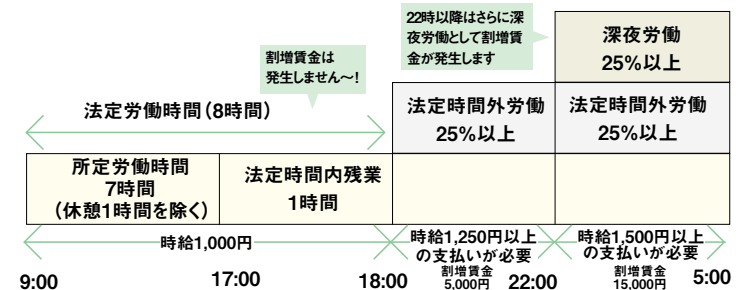 22時以降はさらに深
夜労働として割増賃
金が発生します
深夜労働
25%以上
割増賃金は
発生しません～!
法定労働時間（8時間）
法定時間外労働
25%以上
法定時間外労働
25%以上
所定労働時間
7時間
（休憩1時間を除く）
法定時間内残業
1時間
時給1,000円
時給1,250円以上
の支払いが必要
割増賃金
5,000円
時給1,500円以上
の支払いが必要
割増賃金
15,000円
9:00
17:00
18:00
22:00
5:00